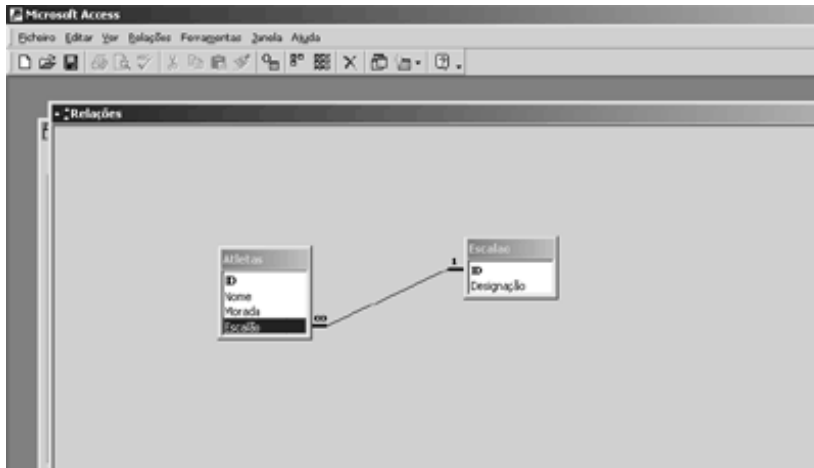 Microsoft Access
Ficheiro Editar Ver Relações Ferramentas Janela Ajuda
Relações
Atletas
ID
Nome
Morada
Escalão
∞
1
Escalao
ID
Designação